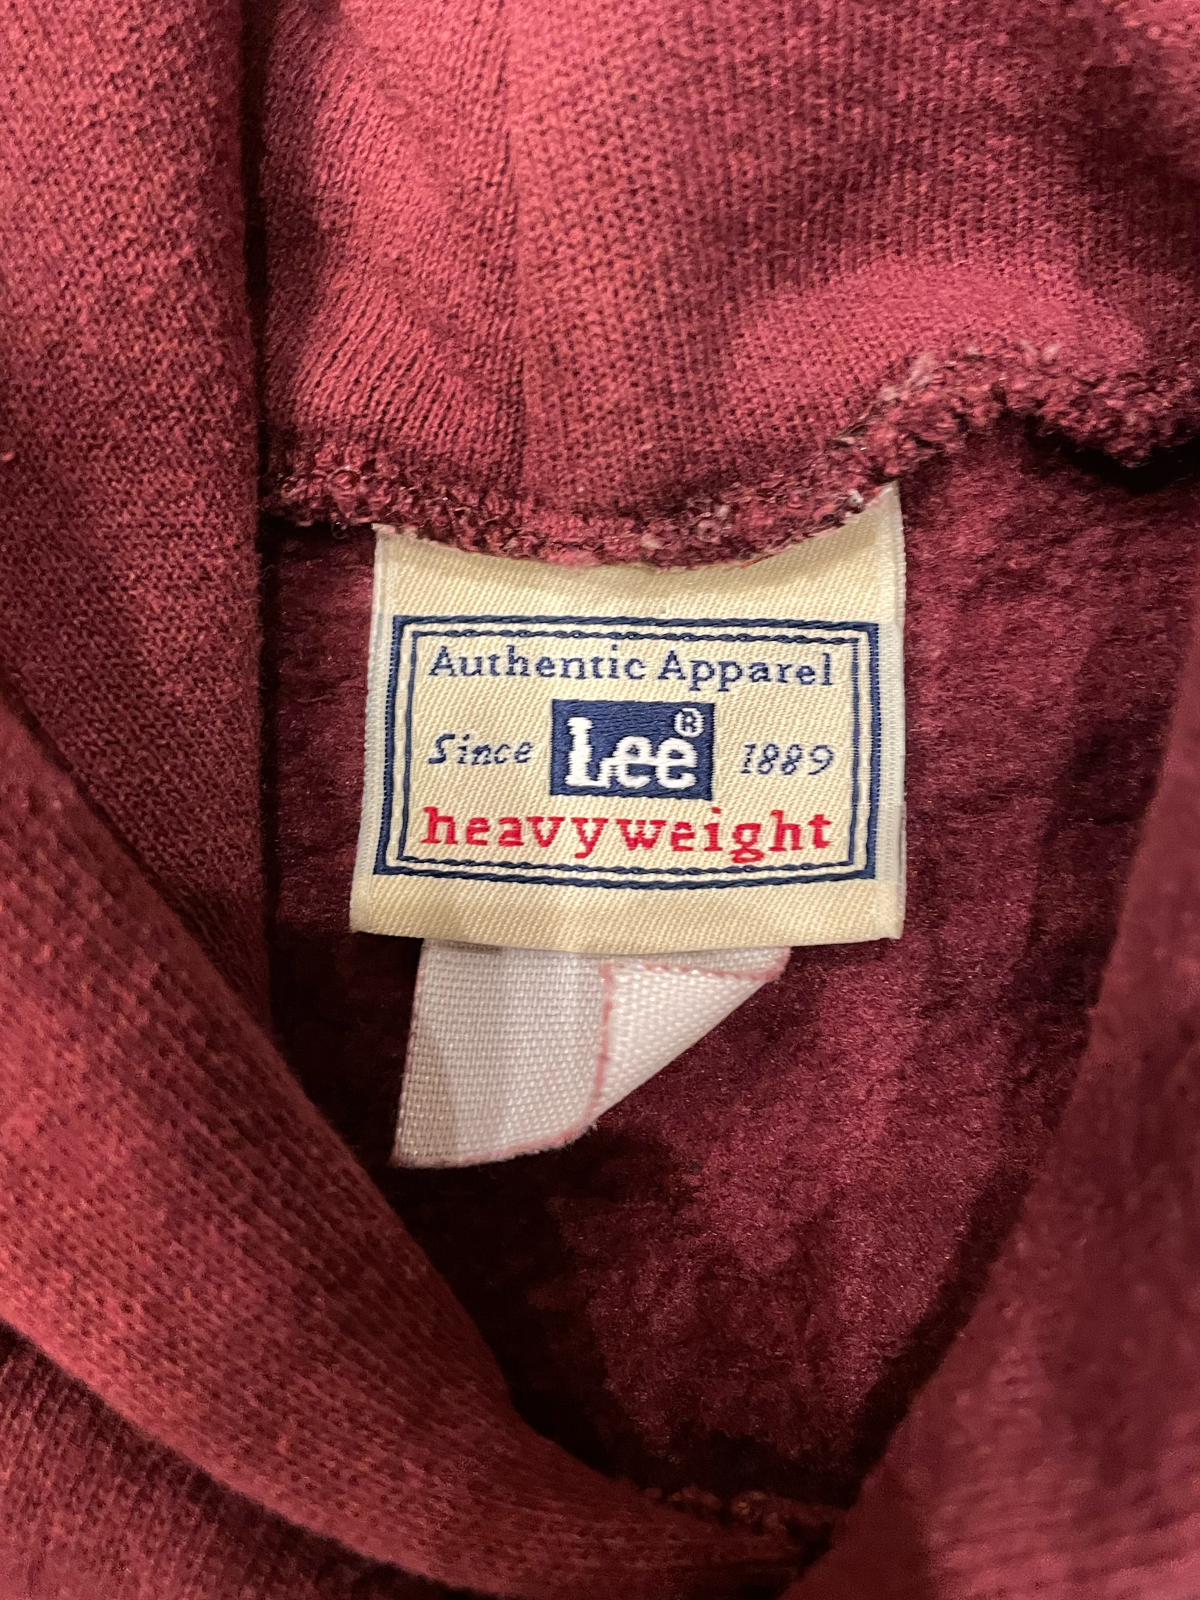 Authentic Apparel
Since Lee® 1889
heavyweight